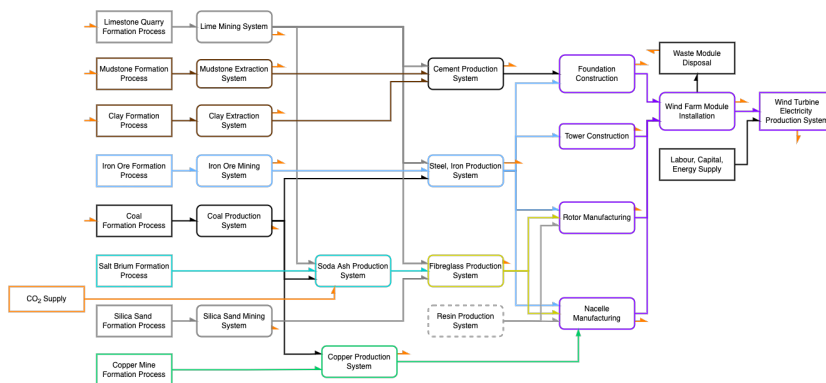 Limestone Quarry
Formation Process
Lime Mining System
Mudstone Formation
Process
Mudstone Extraction
System
Cement Production
System
Foundation
Construction
Waste Module
Disposal
Clay Formation
Process
Clay Extraction
System
Wind Farm Module
Installation
Wind Turbine
Electricity
Production System
Iron Ore Formation
Process
Iron Ore Mining
System
Steel, Iron Production
System
Tower Construction
Labour, Capital,
Energy Supply
Coal
Formation Process
Coal Production
System
Rotor Manufacturing
Salt Brium Formation
Process
Soda Ash Production
System
Fibreglass Production
System
CO₂ Supply
Silica Sand
Formation Process
Silica Sand Mining
System
Resin Production
System
Nacelle
Manufacturing
Copper Mine
Formation Process
Copper Production
System